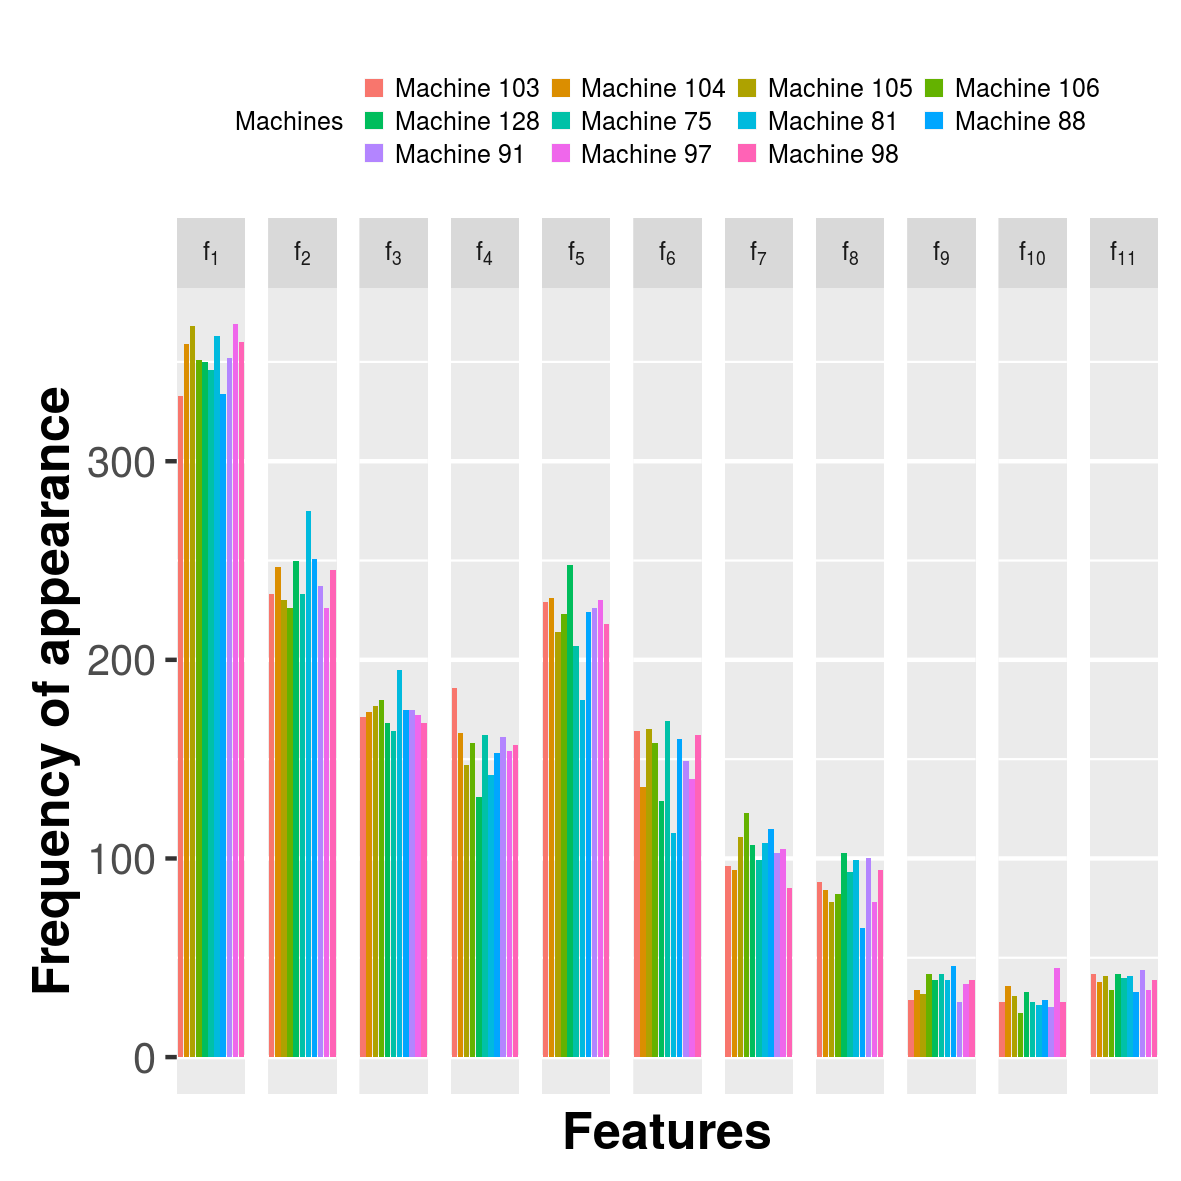 Machine 103 Machine 104 Machine 105 Machine 106
Machines Machine 128 Machine 75 Machine 81 Machine 88
Machine 91 Machine 97 Machine 98
f₁ f₂ f₃ f₄ f₅ f₆ f₇ f₈ f₉ f₁₀ f₁₁
Frequency of appearance
300
200
100
0
Features